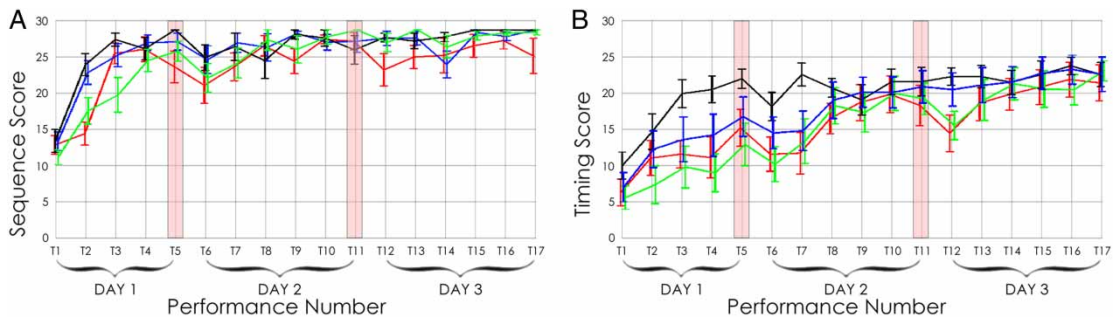 A
Sequence Score
30
25
20
15
10
5
0
T1 T2 T3 T4 T5 T6 T7 T8 T9 T10 T11 T12 T13 T14 T15 T16 T17
DAY 1 DAY 2 DAY 3
Performance Number
B
Timing Score
30
25
20
15
10
5
0
T1 T2 T3 T4 T5 T6 T7 T8 T9 T10 T11 T12 T13 T14 T15 T16 T17
DAY 1 DAY 2 DAY 3
Performance Number